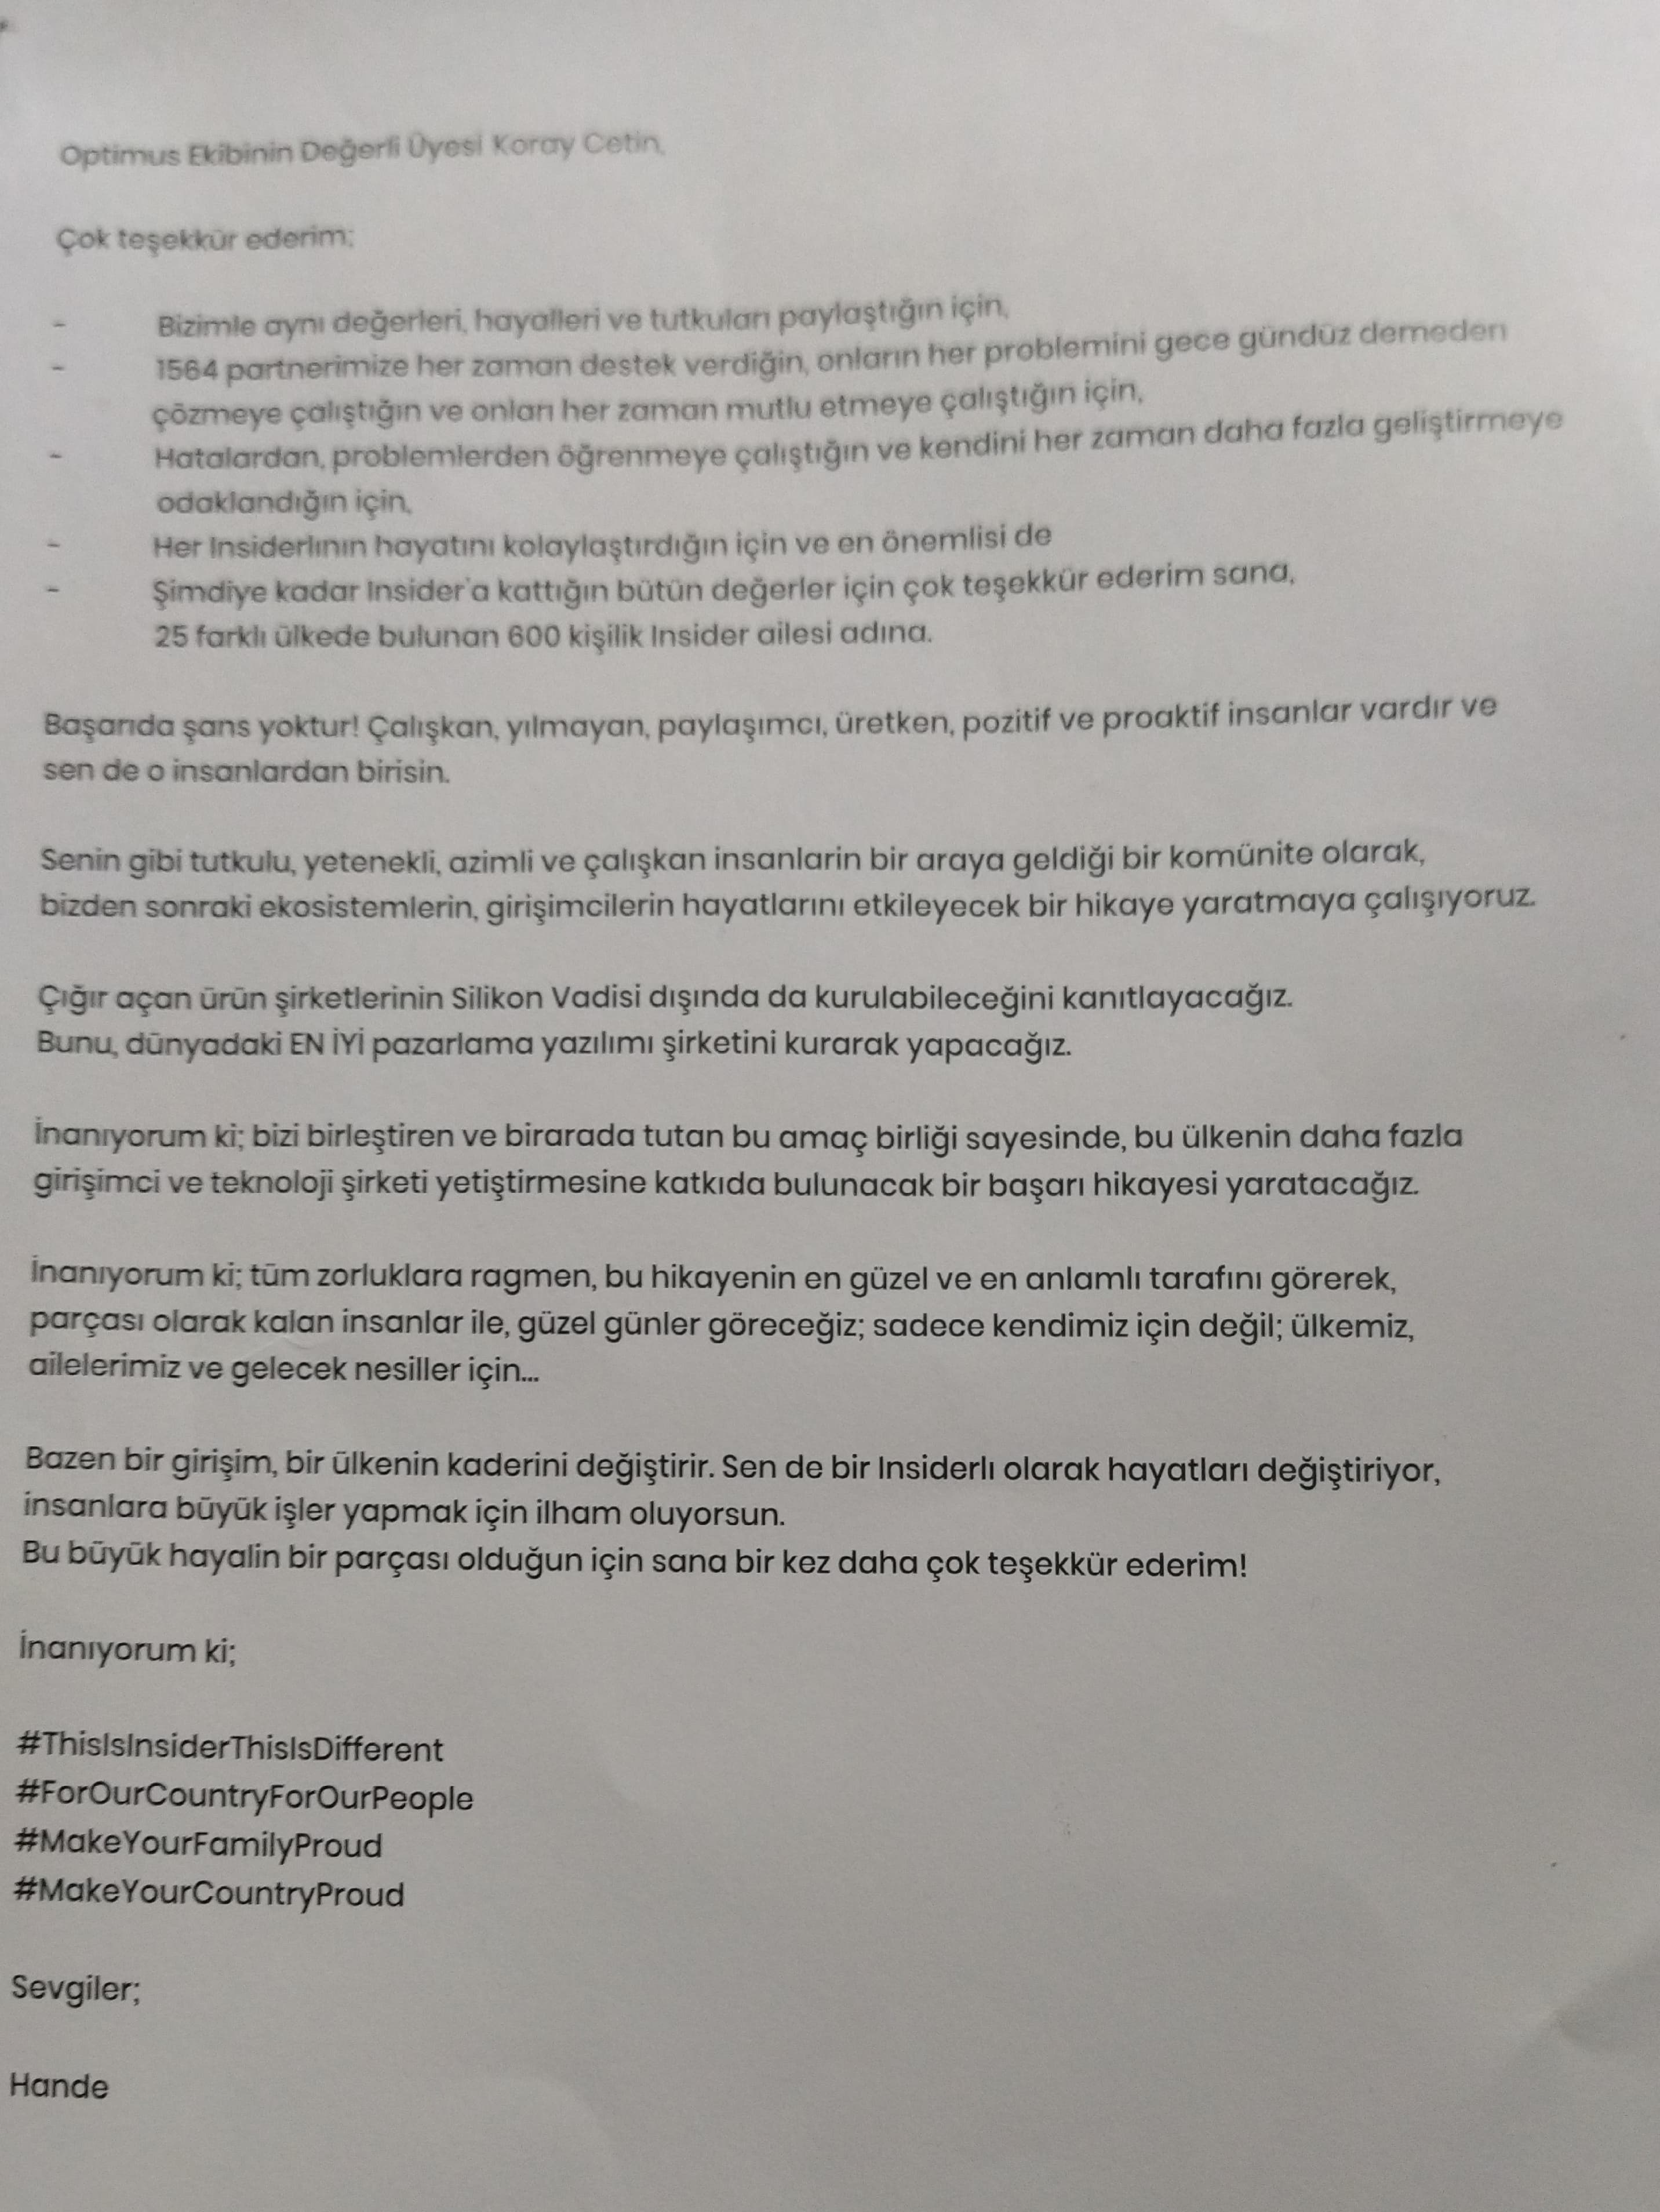 Optimus Ekibinin Değerli Üyesi Koray Cetin,
Çok teşekkür ederim;
- Bizimle aynı değerleri, hayalleri ve tutkuları paylaştığın için,
- 1564 partnerimize her zaman destek verdiğin, onların her problemini gece gündüz demeden
çözmeye çalıştığın ve onları her zaman mutlu etmeye çalıştığın için,
- Hatalardan, problemlerden öğrenmeye çalıştığın ve kendini her zaman daha fazla geliştirmeye
odaklandığın için,
- Her Insiderlının hayatını kolaylaştırdığın için ve en önemlisi de
- Şimdiye kadar Insider'a kattığın bütün değerler için çok teşekkür ederim sana,
25 farklı ülkede bulunan 600 kişilik Insider ailesi adına.
Başarıda şans yoktur! Çalışkan, yılmayan, paylaşımcı, üretken, pozitif ve proaktif insanlar vardır ve
sen de o insanlardan birisin.
Senin gibi tutkulu, yetenekli, azimli ve çalışkan insanlarin bir araya geldiği bir komünite olarak,
bizden sonraki ekosistemlerin, girişimcilerin hayatlarını etkileyecek bir hikaye yaratmaya çalışıyoruz.
Çığır açan ürün şirketlerinin Silikon Vadisi dışında da kurulabileceğini kanıtlayacağız.
Bunu, dünyadaki EN İYİ pazarlama yazılımı şirketini kurarak yapacağız.
İnanıyorum ki; bizi birleştiren ve birarada tutan bu amaç birliği sayesinde, bu ülkenin daha fazla
girişimci ve teknoloji şirketi yetiştirmesine katkıda bulunacak bir başarı hikayesi yaratacağız.
İnanıyorum ki; tüm zorluklara ragmen, bu hikayenin en güzel ve en anlamlı tarafını görerek,
parçası olarak kalan insanlar ile, güzel günler göreceğiz; sadece kendimiz için değil; ülkemiz,
ailelerimiz ve gelecek nesiller için...
Bazen bir girişim, bir ülkenin kaderini değiştirir. Sen de bir Insiderlı olarak hayatları değiştiriyor,
insanlara büyük işler yapmak için ilham oluyorsun.
Bu büyük hayalin bir parçası olduğun için sana bir kez daha çok teşekkür ederim!
İnanıyorum ki;
#ThisIsInsiderThisIsDifferent
#ForOurCountryForOurPeople
#MakeYourFamilyProud
#MakeYourCountryProud
Sevgiler;
Hande